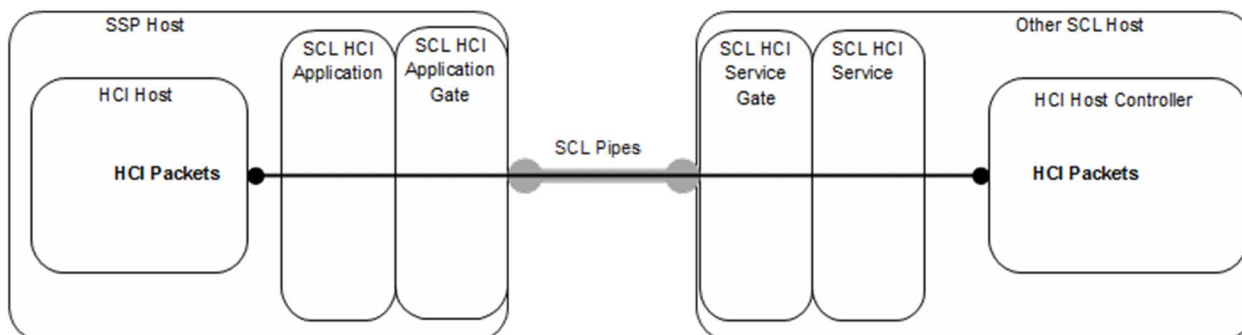 SSP Host
HCI Host
HCI Packets
SCL HCI
Application
SCL HCI
Application
Gate
SCL Pipes
Other SCL Host
SCL HCI
Service
Gate
SCL HCI
Service
HCI Host Controller
HCI Packets